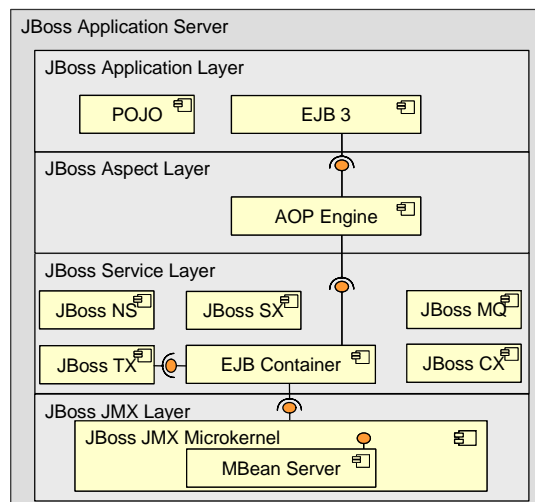 JBoss Application Server
JBoss Application Layer
POJO
EJB 3
JBoss Aspect Layer
AOP Engine
JBoss Service Layer
JBoss NS
JBoss SX
JBoss MQ
JBoss TX
EJB Container
JBoss CX
JBoss JMX Layer
JBoss JMX Microkernel
MBean Server